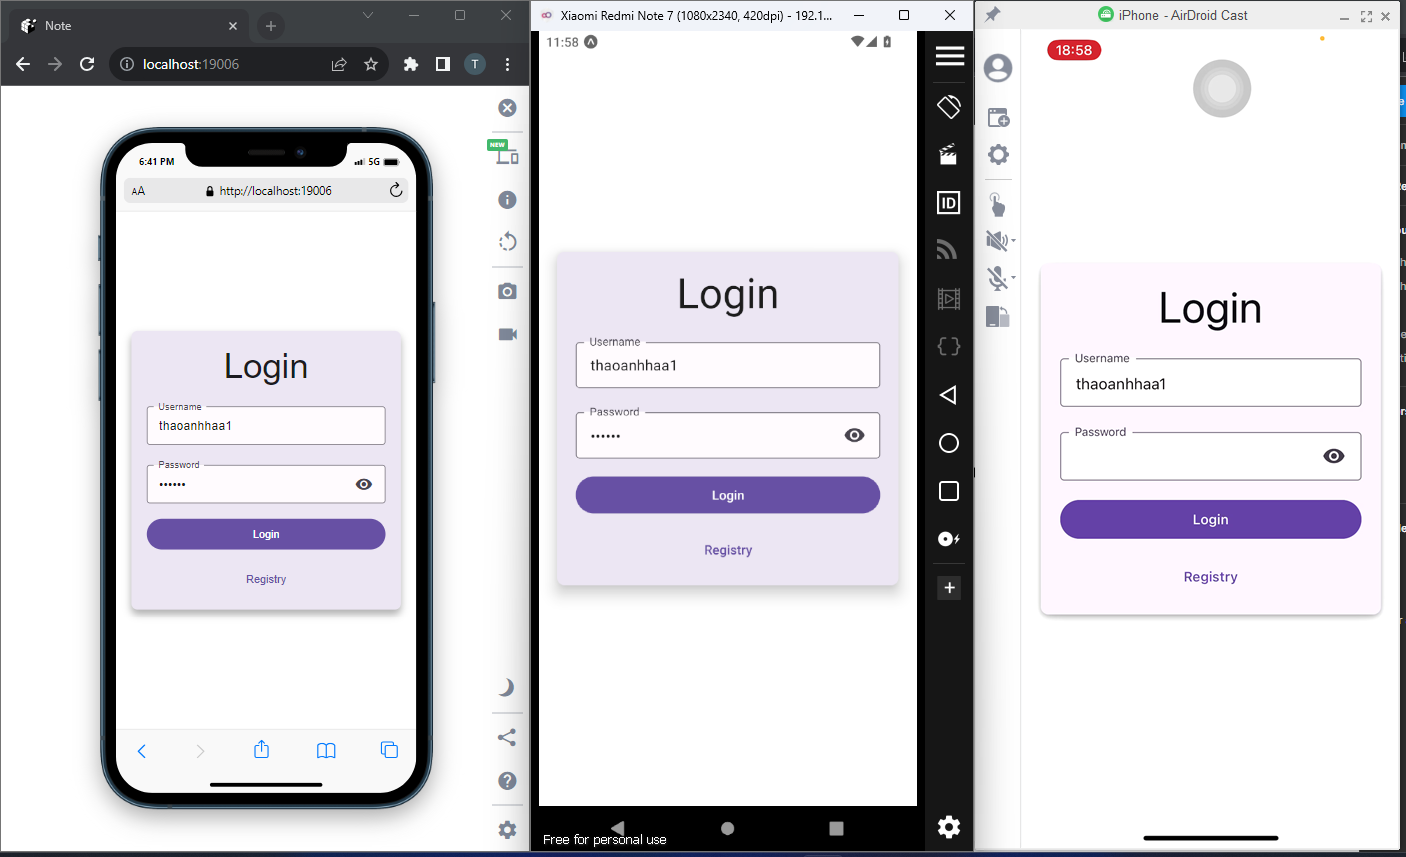 Note
localhost:19006
T
6:41 PM
5G
AA
http://localhost:19006
NEW
Login
Username
thaoanhhaa1
Password
••••••
Login
Registry
Xiaomi Redmi Note 7 (1080x2340, 420dpi) - 192.1...
11:58
Login
Username
thaoanhhaa1
Password
••••••
Login
Registry
ID
Free for personal use
iPhone - AirDroid Cast
18:58
Login
Username
thaoanhhaa1
Password
Login
Registry